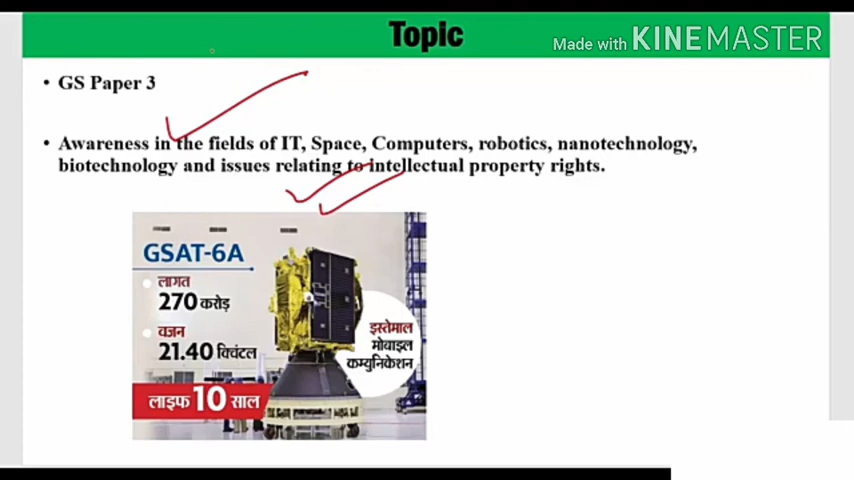 Topic
Made with KINEMASTER
• GS Paper 3
• Awareness in the fields of IT, Space, Computers, robotics, nanotechnology,
biotechnology and issues relating to intellectual property rights.
GSAT-6A
लागत
270 करोड़
वजन
21.40 क्विंटल
लाइफ 10 साल
इस्तेमाल
मोबाइल
कम्युनिकेशन